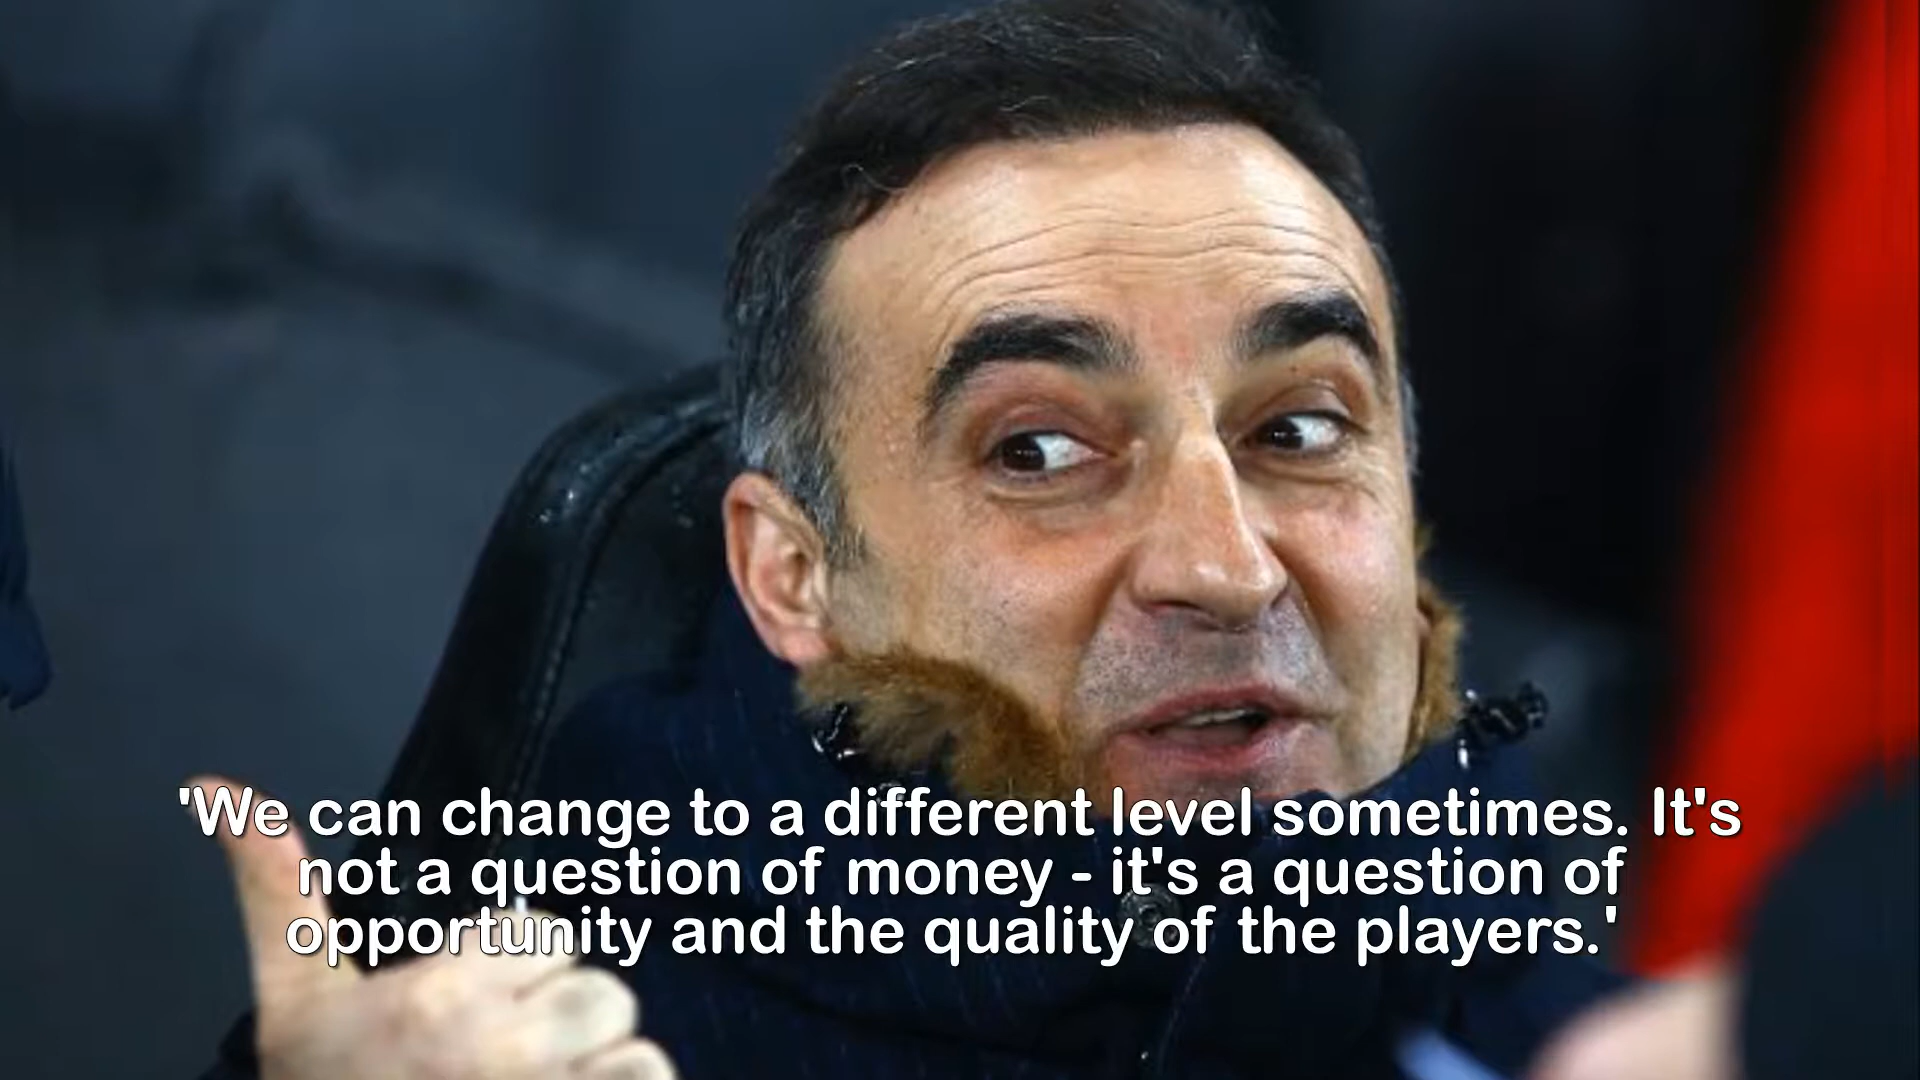 'We can change to a different level sometimes. It's
not a question of money - it's a question of
opportunity and the quality of the players.'